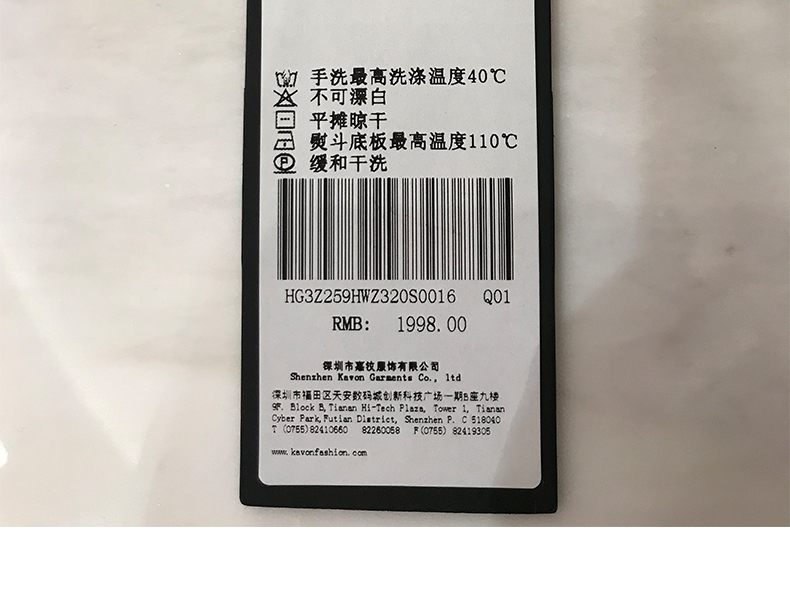 手洗最高洗涤温度40℃
不可漂白
平摊晾干
熨斗底板最高温度110℃
缓和干洗
HG3Z259HWZ320S0016 Q01
RMB: 1998.00
深圳市嘉汶服饰有限公司
Shenzhen Kavon Garments Co., ltd
深圳市福田区天安数码城创新科技广场一期B座九楼
9F. Block B,Tianan Hi-Tech Plaza, Tower 1, Tianan
Cyber Park,Futian District, Shenzhen P. C 518040
T (0755)82410660 82260058 F(0755) 82419305
www.kavonfashion.com